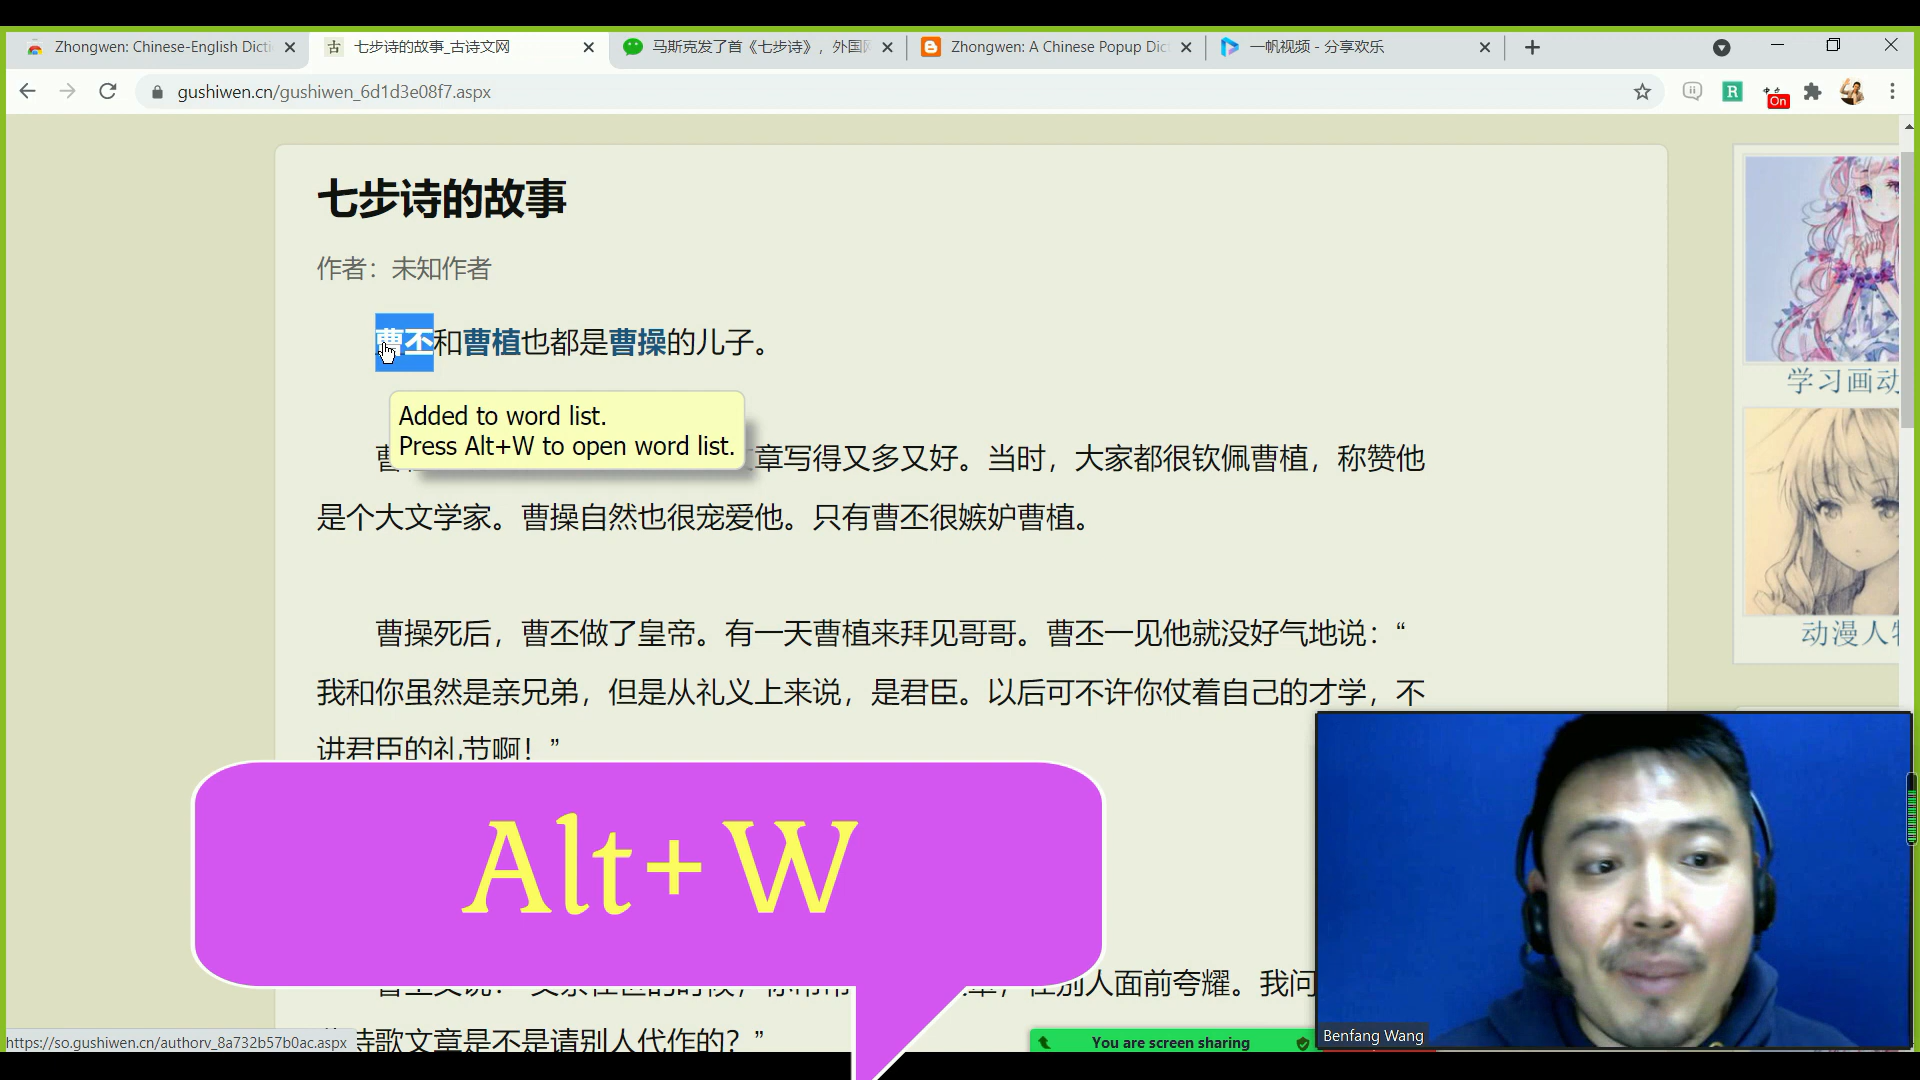 Zhongwen: Chinese-English Dicti
七步诗的故事_古诗文网
马斯克发了首《七步诗》，外国网
Zhongwen: A Chinese Popup Dic
一帆视频 - 分享欢乐
gushiwen.cn/gushiwen_6d1d3e08f7.aspx
On
七步诗的故事
作者：未知作者
曹丕和曹植也都是曹操的儿子。
Added to word list.
Press Alt+W to open word list.
章写得又多又好。当时，大家都很钦佩曹植，称赞他
是个大文学家。曹操自然也很宠爱他。只有曹丕很嫉妒曹植。
曹操死后，曹丕做了皇帝。有一天曹植来拜见哥哥。曹丕一见他就没好气地说：“
我和你虽然是亲兄弟，但是从礼义上来说，是君臣。以后可不许你仗着自己的才学，不
讲君臣的礼节啊！”
Alt+W
别人面前夸耀。我问
诗歌文章是不是请别人代作的？”
学习画动
动漫人
Benfang Wang
https://so.gushiwen.cn/authorv_8a732b57b0ac.aspx
You are screen sharing